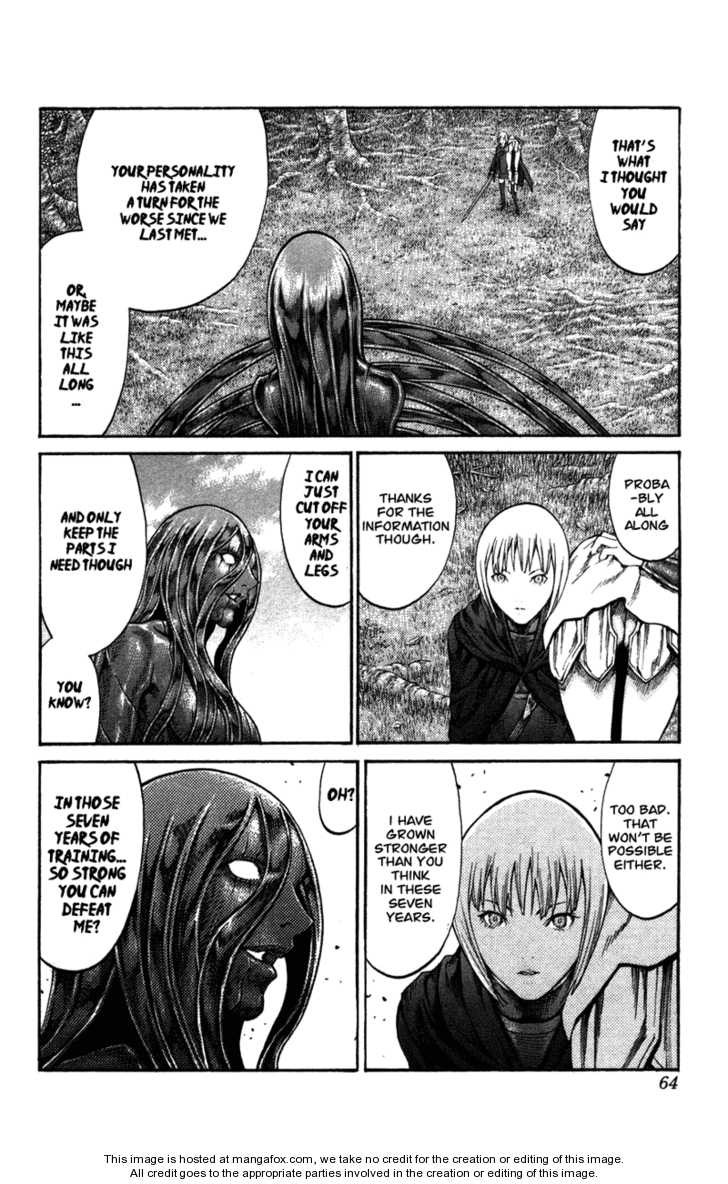 THAT'S
WHAT
I THOUGHT
YOU
WOULD
SAY
YOUR PERSONALITY
HAS TAKEN
A TURN FOR THE
WORSE SINCE WE
LAST MET...
OR
MAYBE
IT WAS
LIKE
THIS
ALL
LONG
...
PROBA
-BLY
ALL
ALONG
THANKS
FOR THE
INFORMATION
THOUGH.
I CAN
JUST
CUT OFF
YOUR
ARMS
AND
LEGS
AND ONLY
KEEP THE
PARTS I
NEED THOUGH
YOU
KNOW?
TOO BAD.
THAT
WON'T BE
POSSIBLE
EITHER.
I HAVE
GROWN
STRONGER
THAN YOU
THINK
IN THESE
SEVEN
YEARS.
OH?
IN THOSE
SEVEN
YEARS OF
TRAINING...
SO STRONG
YOU CAN
DEFEAT
ME?
64
This image is hosted at mangafox.com, we take no credit for the creation or editing of this image.
All credit goes to the appropriate parties involved in the creation or editing of this image.